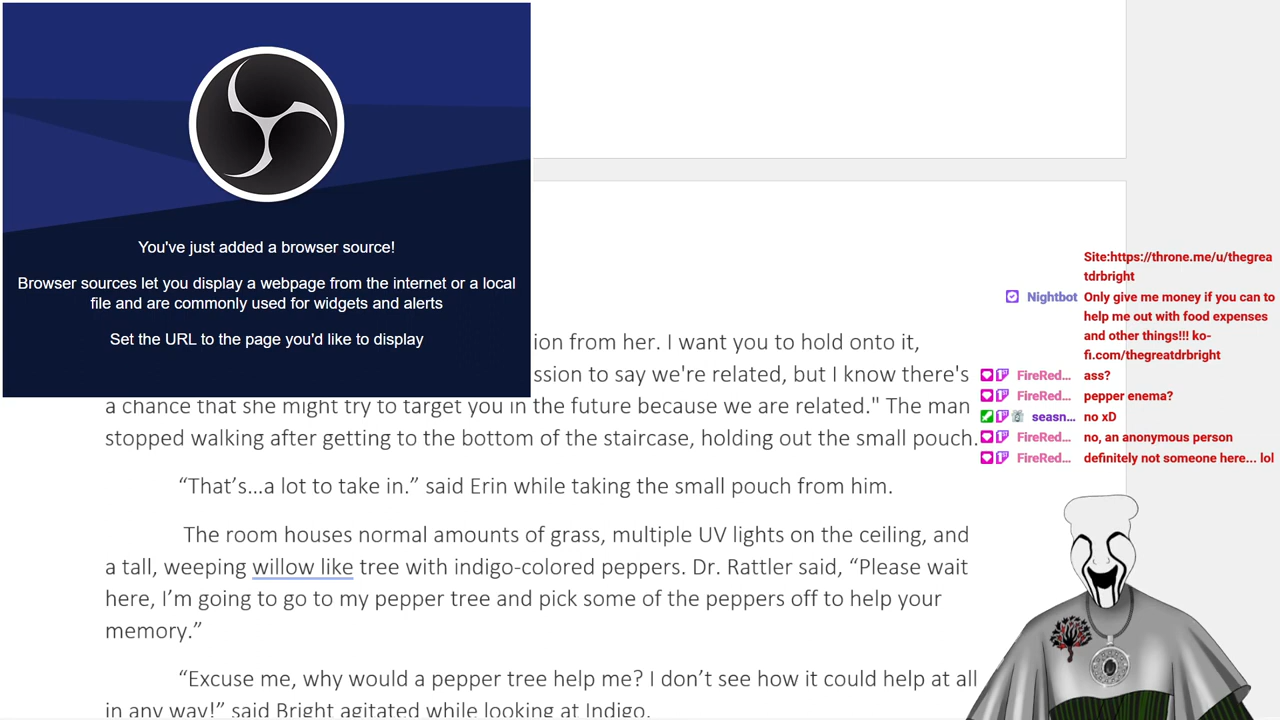 You've just added a browser source!
Browser sources let you display a webpage from the internet or a local
file and are commonly used for widgets and alerts
Set the URL to the page you'd like to display
ion from her. I want you to hold onto it,
ssion to say we're related, but I know there's
a chance that she might try to target you in the future because we are related." The man
stopped walking after getting to the bottom of the staircase, holding out the small pouch.
“That’s...a lot to take in.” said Erin while taking the small pouch from him.
The room houses normal amounts of grass, multiple UV lights on the ceiling, and
a tall, weeping willow like tree with indigo-colored peppers. Dr. Rattler said, “Please wait
here, I’m going to go to my pepper tree and pick some of the peppers off to help your
memory.”
“Excuse me, why would a pepper tree help me? I don’t see how it could help at all
in any way!” said Bright agitated while looking at Indigo.
Site:https://throne.me/u/thegrea
tdrbright
Nightbot Only give me money if you can to
help me out with food expenses
and other things!!! ko-
fi.com/thegreatdrbright
FireRed... ass?
FireRed... pepper enema?
seasn... no xD
FireRed... no, an anonymous person
FireRed... definitely not someone here... lol